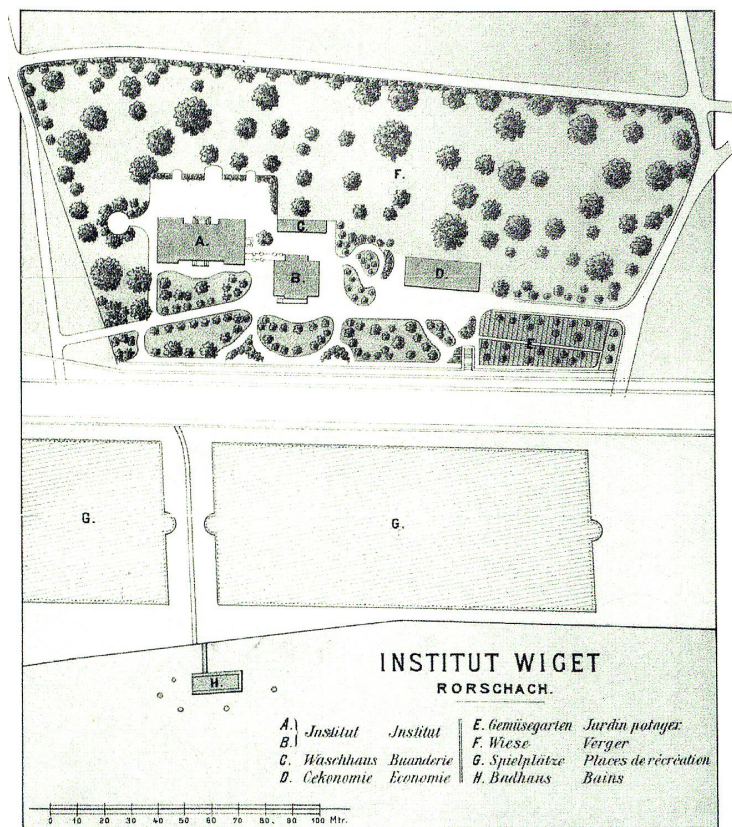 F.
C
A.
B
D.
E.
G.
G.
H.
INSTITUT WIGET
RORSCHACH.
A. Institut Institut
B.
C. Waschhaus Buanderie
D. Oekonomie Economie
E. Gemüsegarten Jardin potager
F. Wiese Verger
G. Spielplätze Places de récréation
H. Badhaus Bains
0 10 20 30 40 50 60 70 80. 90 100 Mtr.